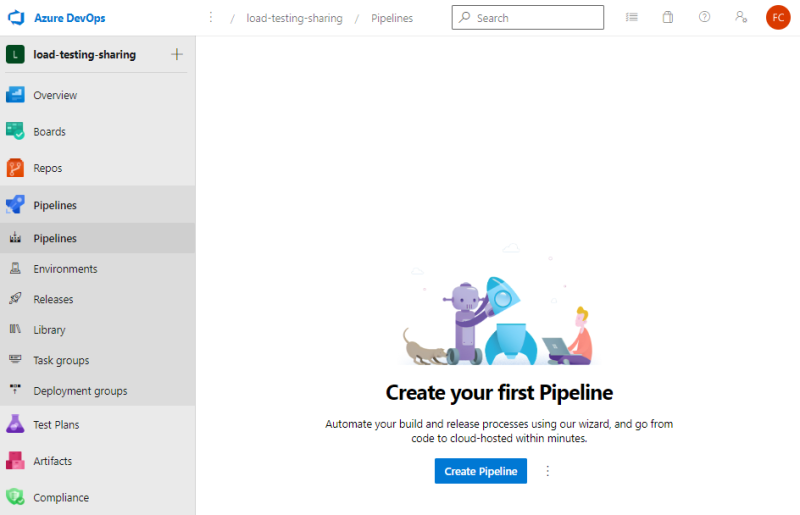 Azure DevOps
/ load-testing-sharing / Pipelines
Search
FC
L load-testing-sharing
Overview
Boards
Repos
Pipelines
Pipelines
Environments
Releases
Library
Task groups
Deployment groups
Test Plans
Artifacts
Compliance
Create your first Pipeline
Automate your build and release processes using our wizard, and go from
code to cloud-hosted within minutes.
Create Pipeline